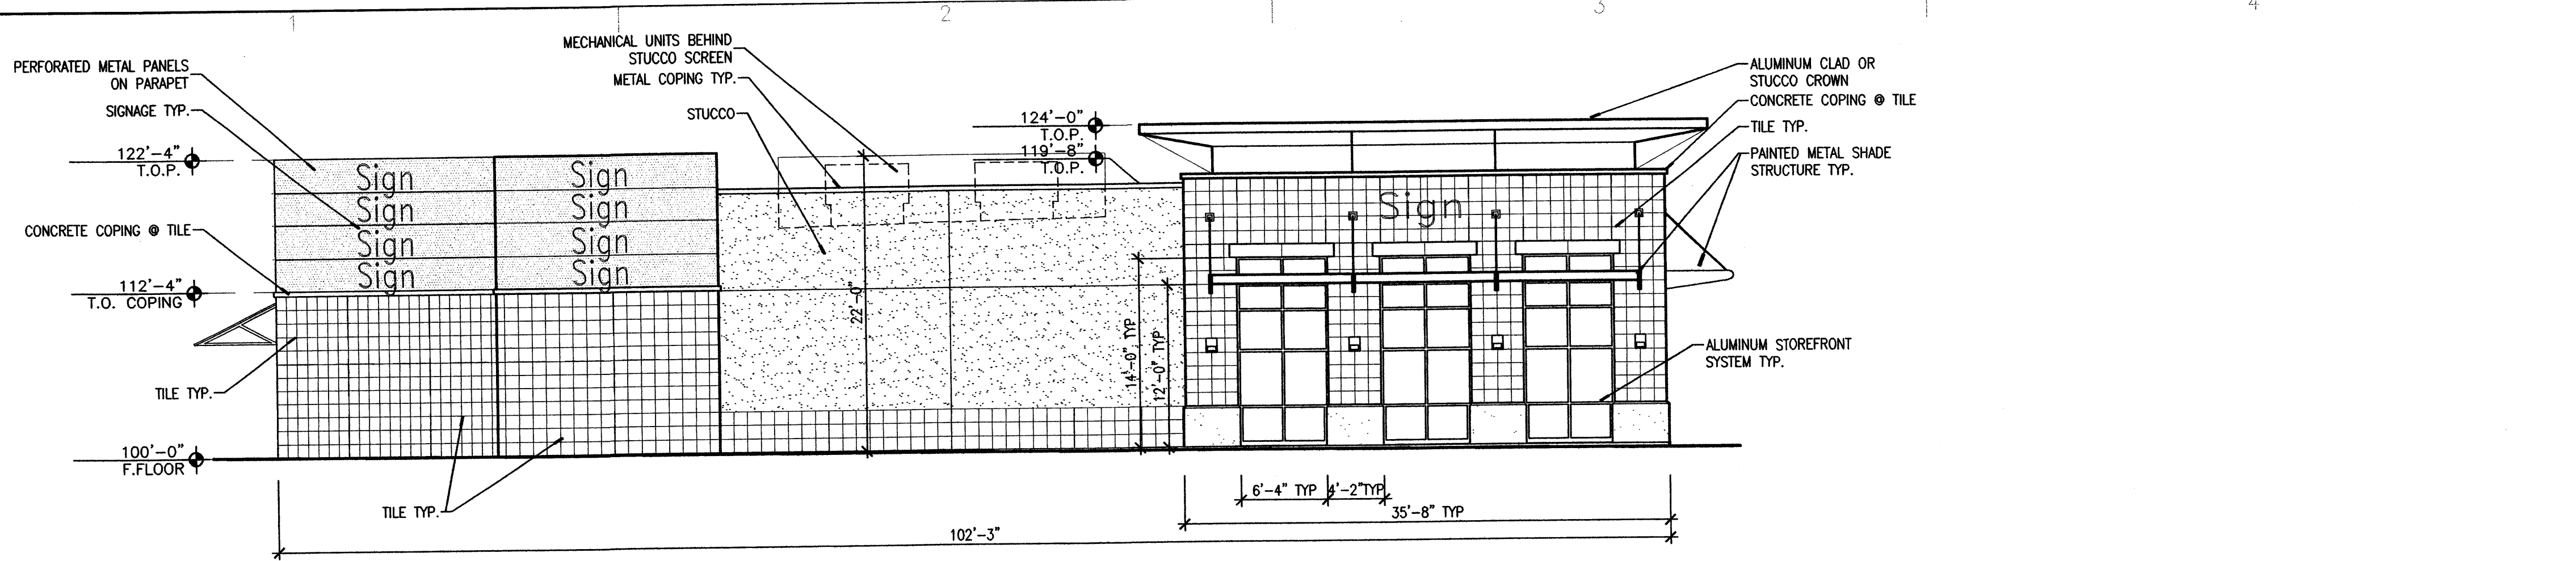 1
2
3
4
MECHANICAL UNITS BEHIND
STUCCO SCREEN
METAL COPING TYP.
STUCCO
PERFORATED METAL PANELS
ON PARAPET
SIGNAGE TYP.
122'-4"
T.O.P.
CONCRETE COPING @ TILE
112'-4"
T.O. COPING
TILE TYP.
100'-0"
F.FLOOR
TILE TYP.
Sign
Sign
Sign
Sign
Sign
Sign
Sign
Sign
22'-0"
124'-0"
T.O.P.
119'-8"
T.O.P.
14'-0" TYP
12'-0" TYP
Sign
ALUMINUM CLAD OR
STUCCO CROWN
CONCRETE COPING @ TILE
TILE TYP.
PAINTED METAL SHADE
STRUCTURE TYP.
ALUMINUM STOREFRONT
SYSTEM TYP.
6'-4" TYP
4'-2"TYP
35'-8" TYP
102'-3"